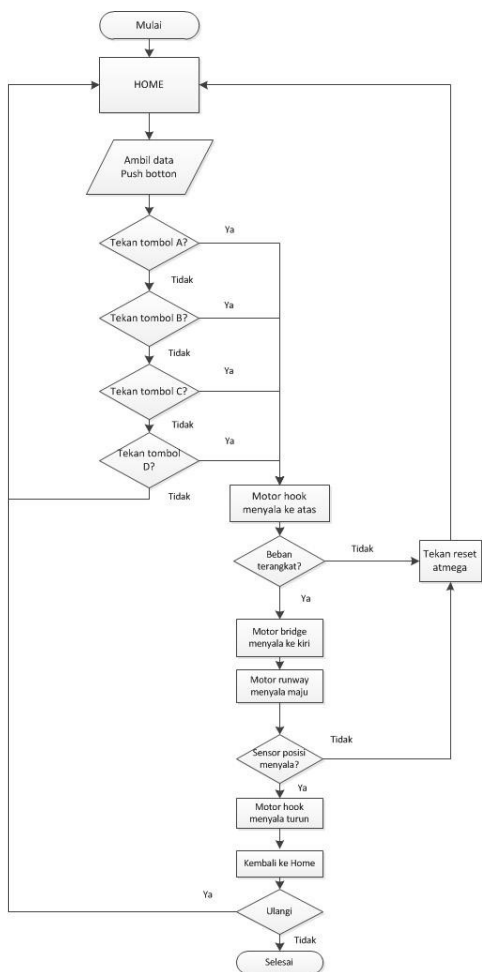 Mulai
HOME
Ambil data
Push botton
Tekan tombol A?
Ya
Tidak
Tekan tombol B?
Ya
Tidak
Tekan tombol C?
Ya
Tidak
Tekan tombol
D?
Ya
Tidak
Motor hook
menyala ke atas
Beban
terangkat?
Tidak
Tekan reset
atmega
Ya
Motor bridge
menyala ke kiri
Motor runway
menyala maju
Sensor posisi
menyala?
Tidak
Ya
Motor hook
menyala turun
Kembali ke Home
Ya
Ulangi
Tidak
Selesai